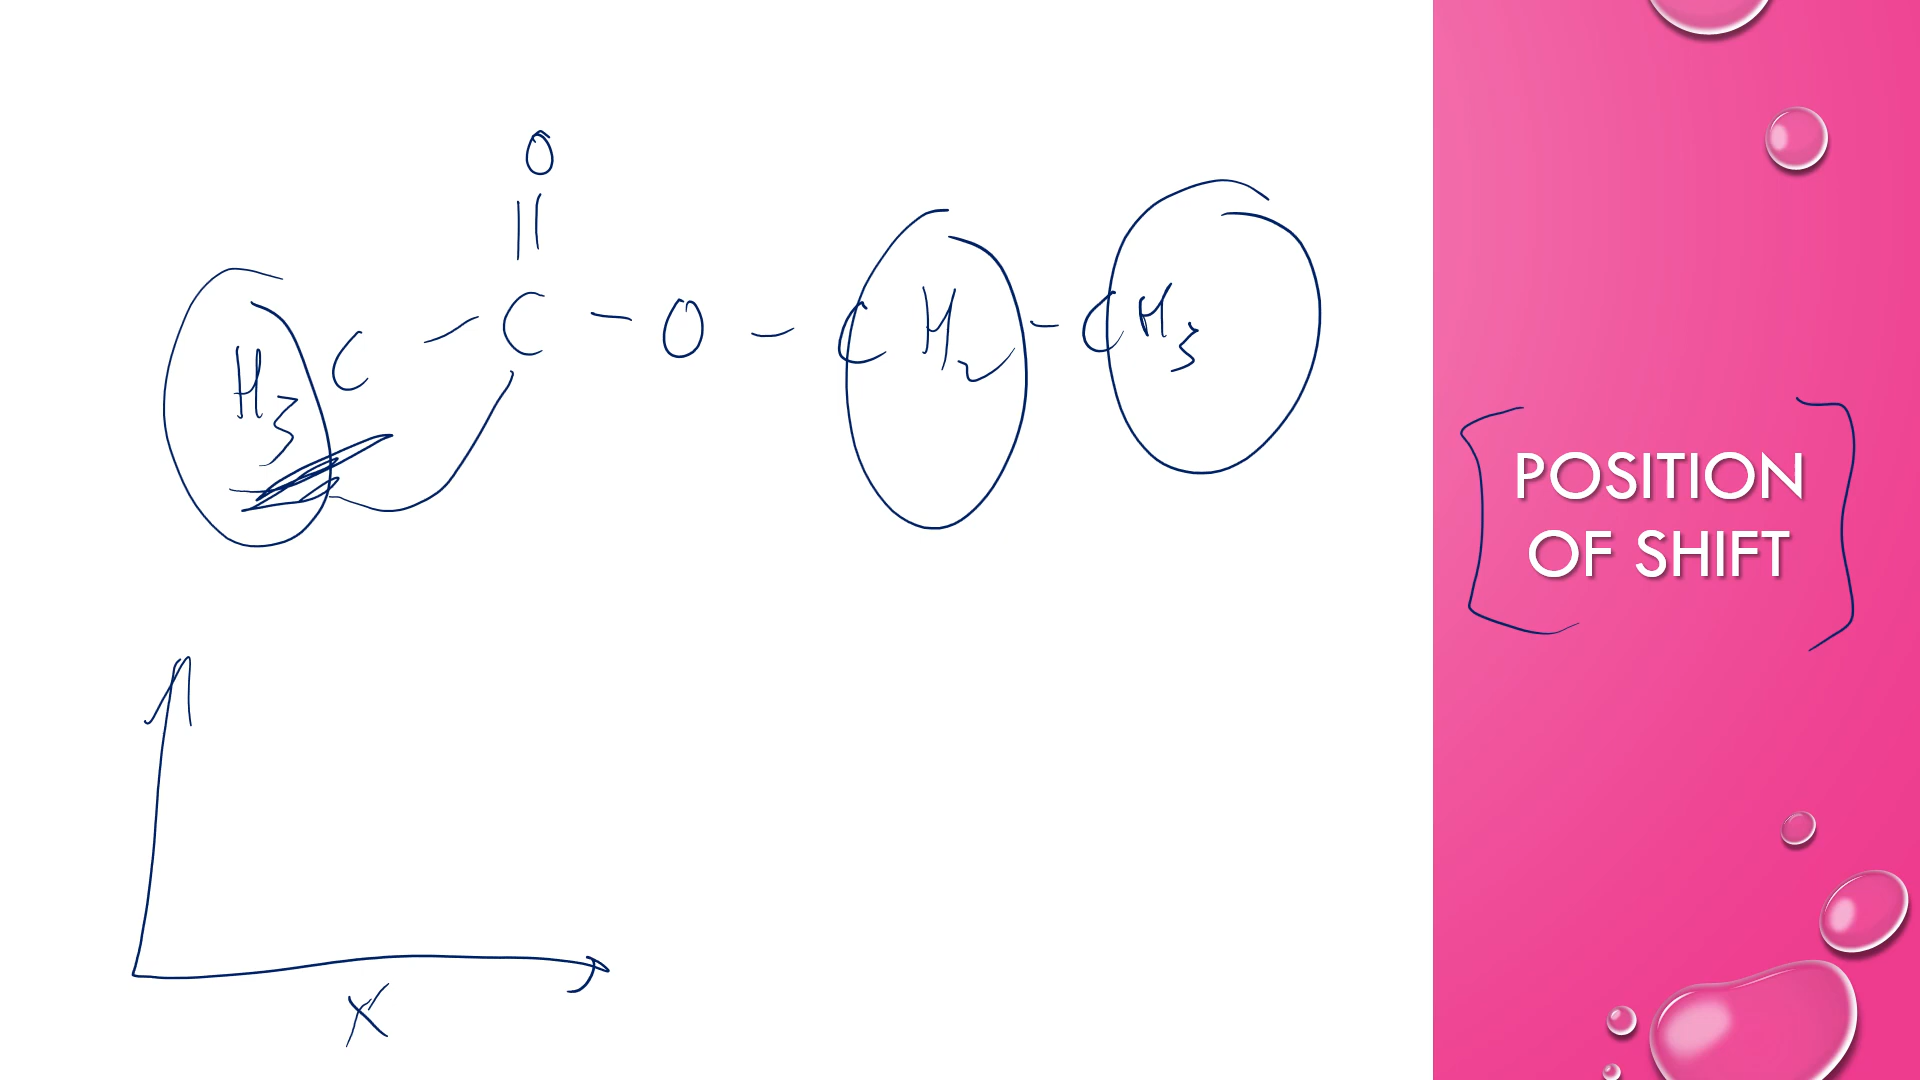 O
||
H3C - C - O - CH2 - CH3
POSITION
OF SHIFT
X